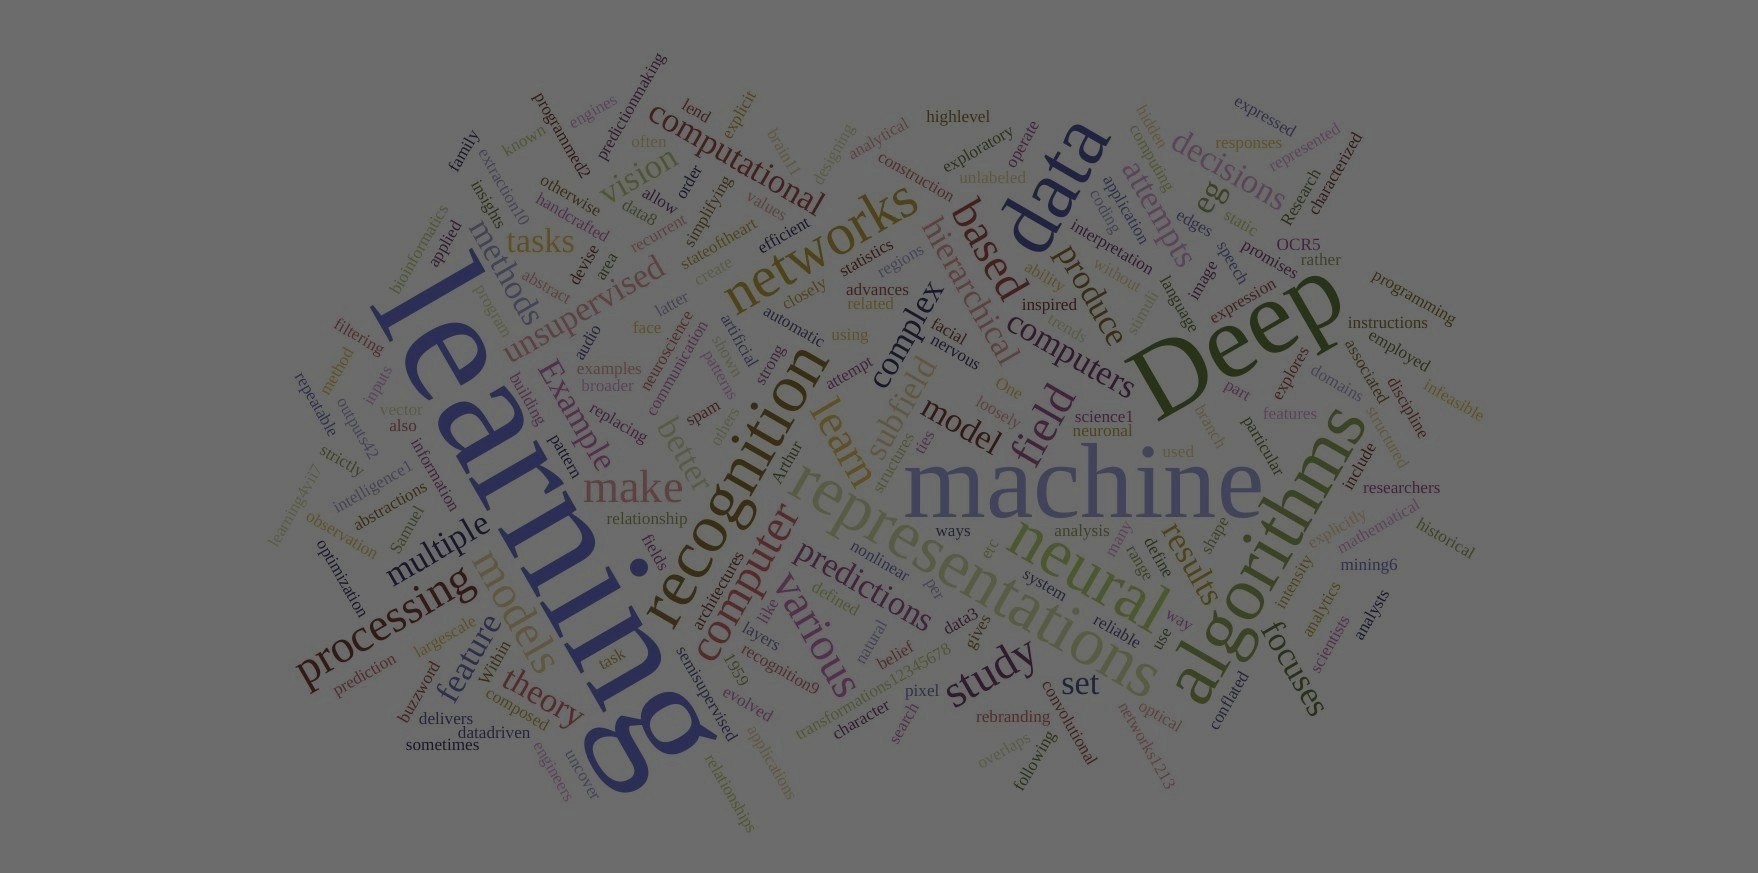 predictionmaking
engines
programmed2
lend
explicit
known
often
computational
family
extraction10
brain11
designing
analytical
highlevel
exploratory
operate
hidden
expressed
responses
represented
characterized
computing
decisions
data
vision
order
allow
otherwise
data8
handcrafted
insights
simplifying
values
construction
unlabeled
attempts
application
coding
eg
Research
static
edges
bioinformatics
applied
methods
tasks
devise
area
recurrent
stateoftheart
efficient
networks
based
hierarchical
statistics
regions
interpretation
speech
promises
OCR5
rather
abstract
unsupervised
create
latter
closely
advances
related
complex
inspired
ability
produce
without
stimuli
language
image
expression
Deep
programming
instructions
program
filtering
method
inputs
audio
face
neuroscience
communication
artificial
shown
patterns
automatic
strong
using
facial
nervous
computers
trends
employed
associated
explores
domains
discipline
infeasible
repeatable
outputs42
vector
also
building
Example
examples
broader
replacing
spam
others
attempt
learn
subfield
One
loosely
model
field
science1
neuronal
part
branch
features
structured
particular
learning
pattern
better
recognition
Arthur
structures
ties
used
include
researchers
strictly
intelligence1
learning4vii7
abstractions
information
observation
Samuel
make
relationship
representations
machine
algorithms
explicitly
mathematical
historical
optimization
multiple
processing
models
fields
architectures
computer
predictions
nonlinear
ways
etc
analysis
neural
many
range
define
results
shape
mining6
intensity
analytics
analysts
scientists
prediction
largescale
feature
Within
task
various
like
defined
per
system
data3
gives
reliable
way
use
focuses
buzzword
theory
composed
layers
1959
recognition9
semisupervised
natural
belief
transformations12345678
pixel
study
set
delivers
datadriven
sometimes
evolved
character
search
rebranding
convolutional
networks1213
optical
conflated
engineers
uncover
relationships
applications
overlaps
following